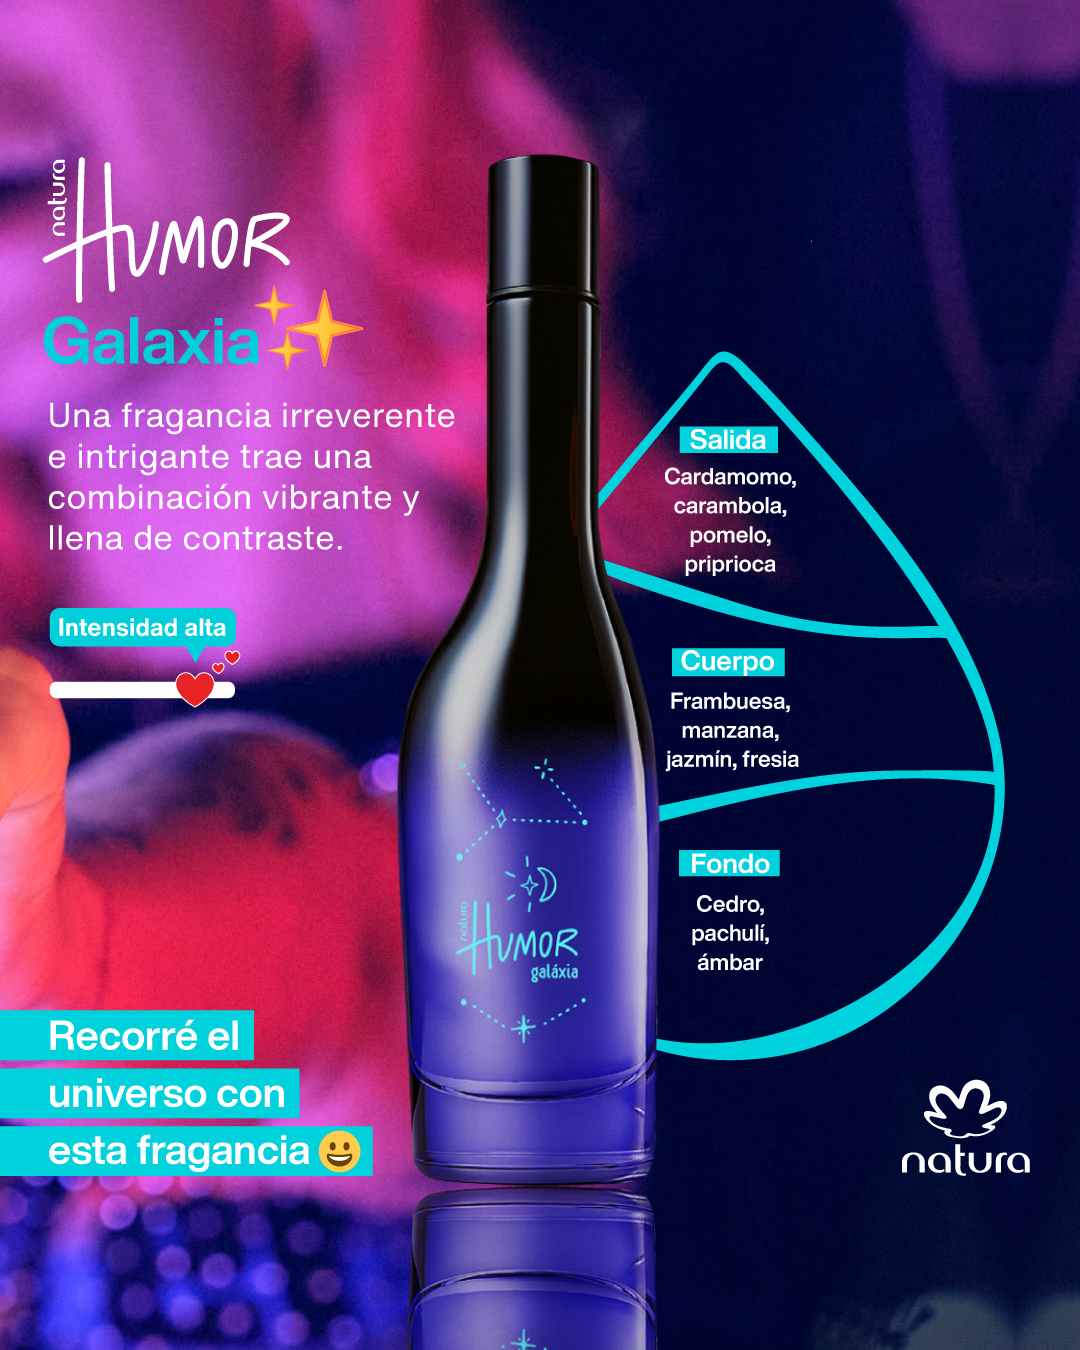 natura
HUMOR
Galaxia
Una fragancia irreverente
e intrigante trae una
combinación vibrante y
llena de contraste.
Intensidad alta
Salida
Cardamomo,
carambola,
pomelo,
priprioca
Cuerpo
Frambuesa,
manzana,
jazmín, fresia
Fondo
Cedro,
pachulí,
ámbar
natura
HUMOR
galáxia
Recorré el
universo con
esta fragancia 😀
natura